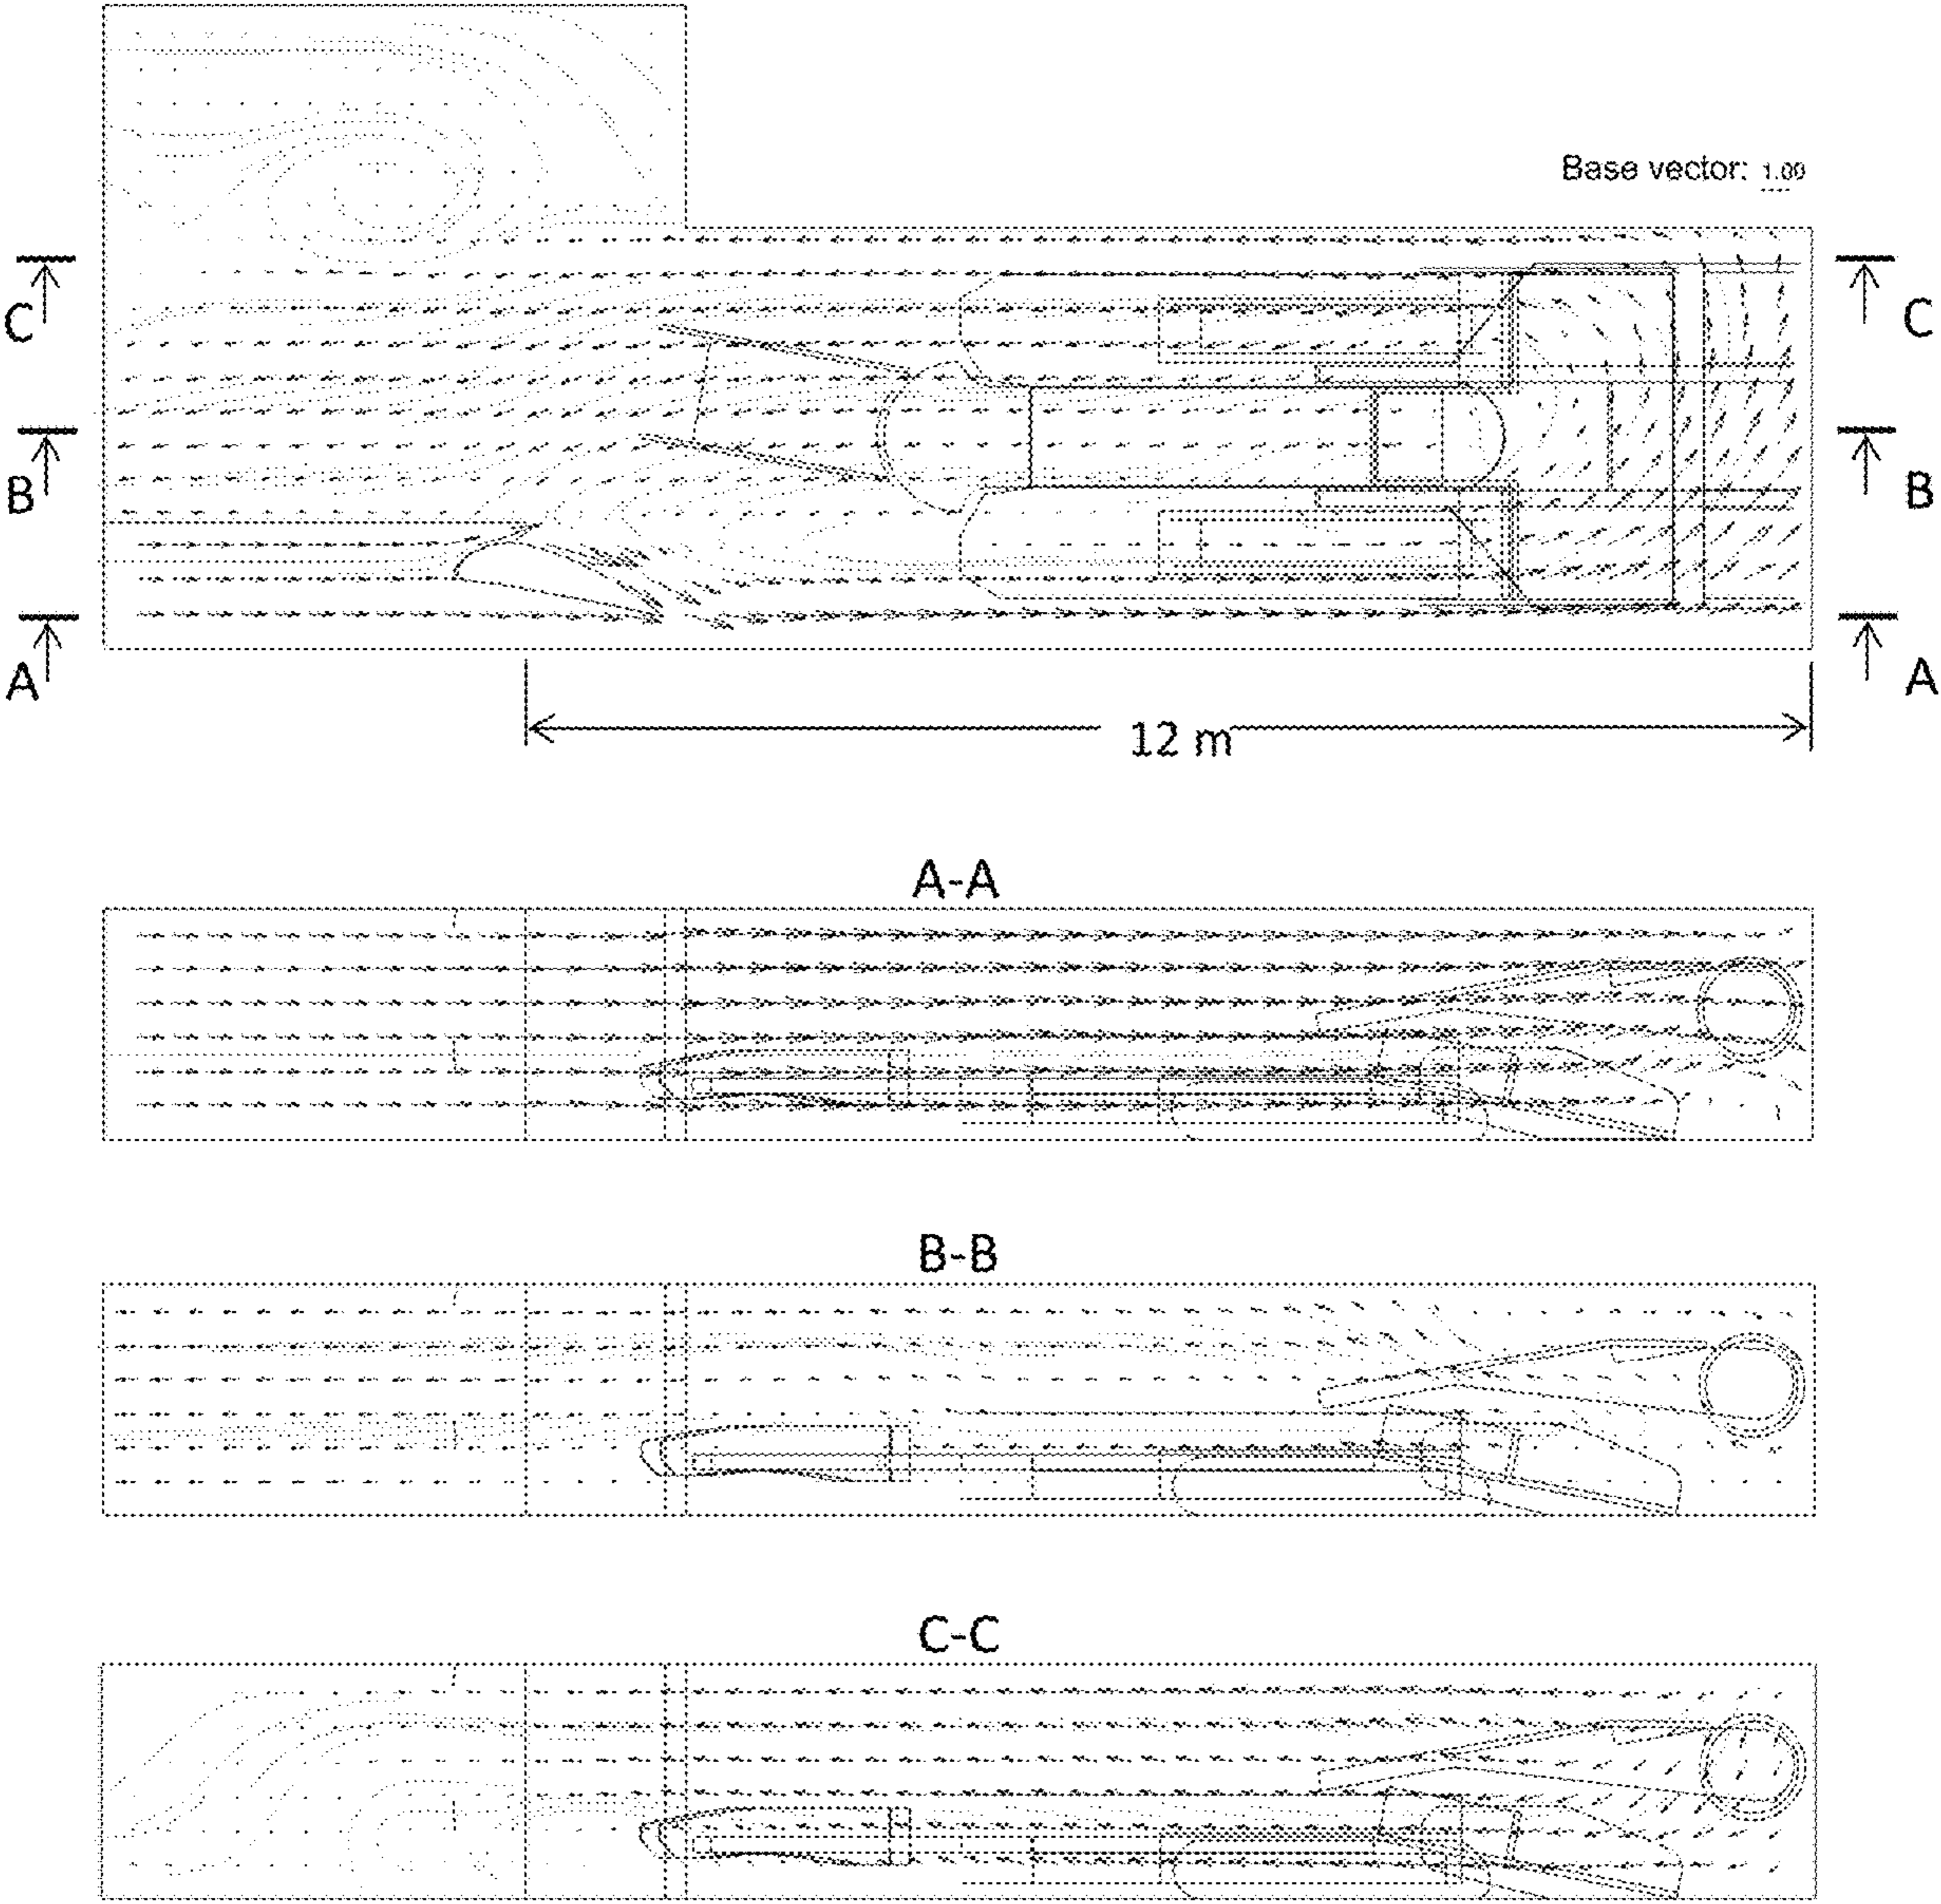 Base vector: 1.00
C C
B B
A A
12 m
A-A
B-B
C-C